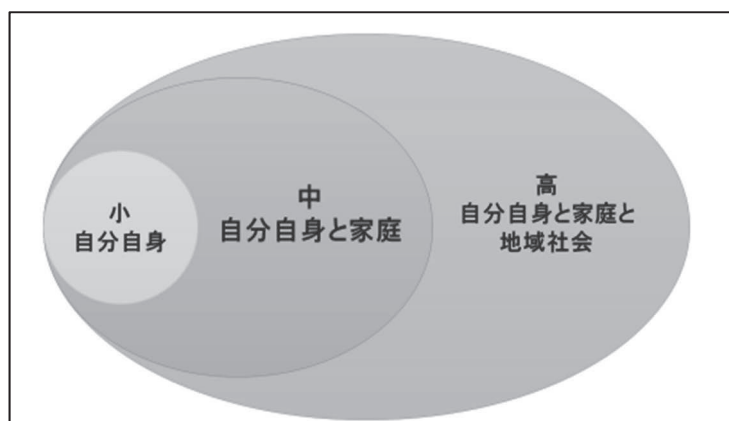 小
自分自身
中
自分自身と家庭
高
自分自身と家庭と
地域社会